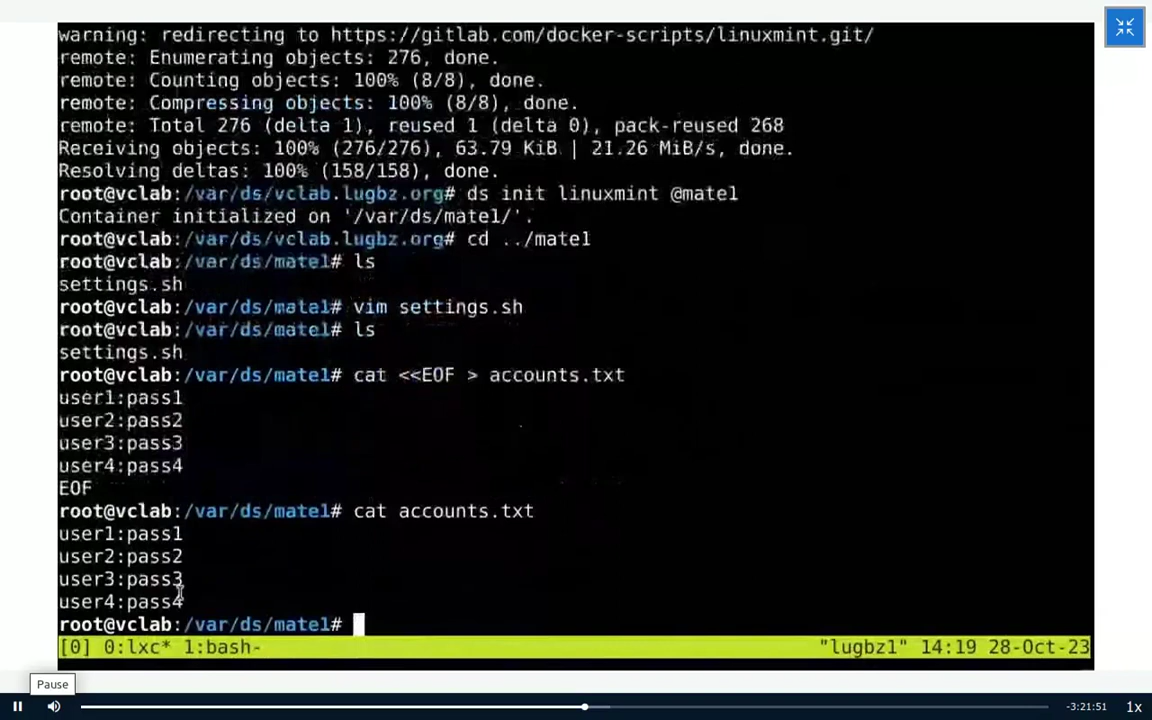 warning: redirecting to https://gitlab.com/docker-scripts/linuxmint.git/
remote: Enumerating objects: 276, done.
remote: Counting objects: 100% (8/8), done.
remote: Compressing objects: 100% (8/8), done.
remote: Total 276 (delta 1), reused 1 (delta 0), pack-reused 268
Receiving objects: 100% (276/276), 63.79 KiB | 21.26 MiB/s, done.
Resolving deltas: 100% (158/158), done.
root@vclab:/var/ds/vclab.lugbz.org# ds init linuxmint @mate1
Container initialized on '/var/ds/mate1/'.
root@vclab:/var/ds/vclab.lugbz.org# cd ../mate1
root@vclab:/var/ds/mate1# ls
settings.sh
root@vclab:/var/ds/mate1# vim settings.sh
root@vclab:/var/ds/mate1# ls
settings.sh
root@vclab:/var/ds/mate1# cat <<EOF > accounts.txt
user1:pass1
user2:pass2
user3:pass3
user4:pass4
EOF
root@vclab:/var/ds/mate1# cat accounts.txt
user1:pass1
user2:pass2
user3:pass3
user4:pass4
root@vclab:/var/ds/mate1#
[0] 0:lxc* 1:bash- "lugbz1" 14:19 28-Oct-23
Pause
-3:21:51 1x